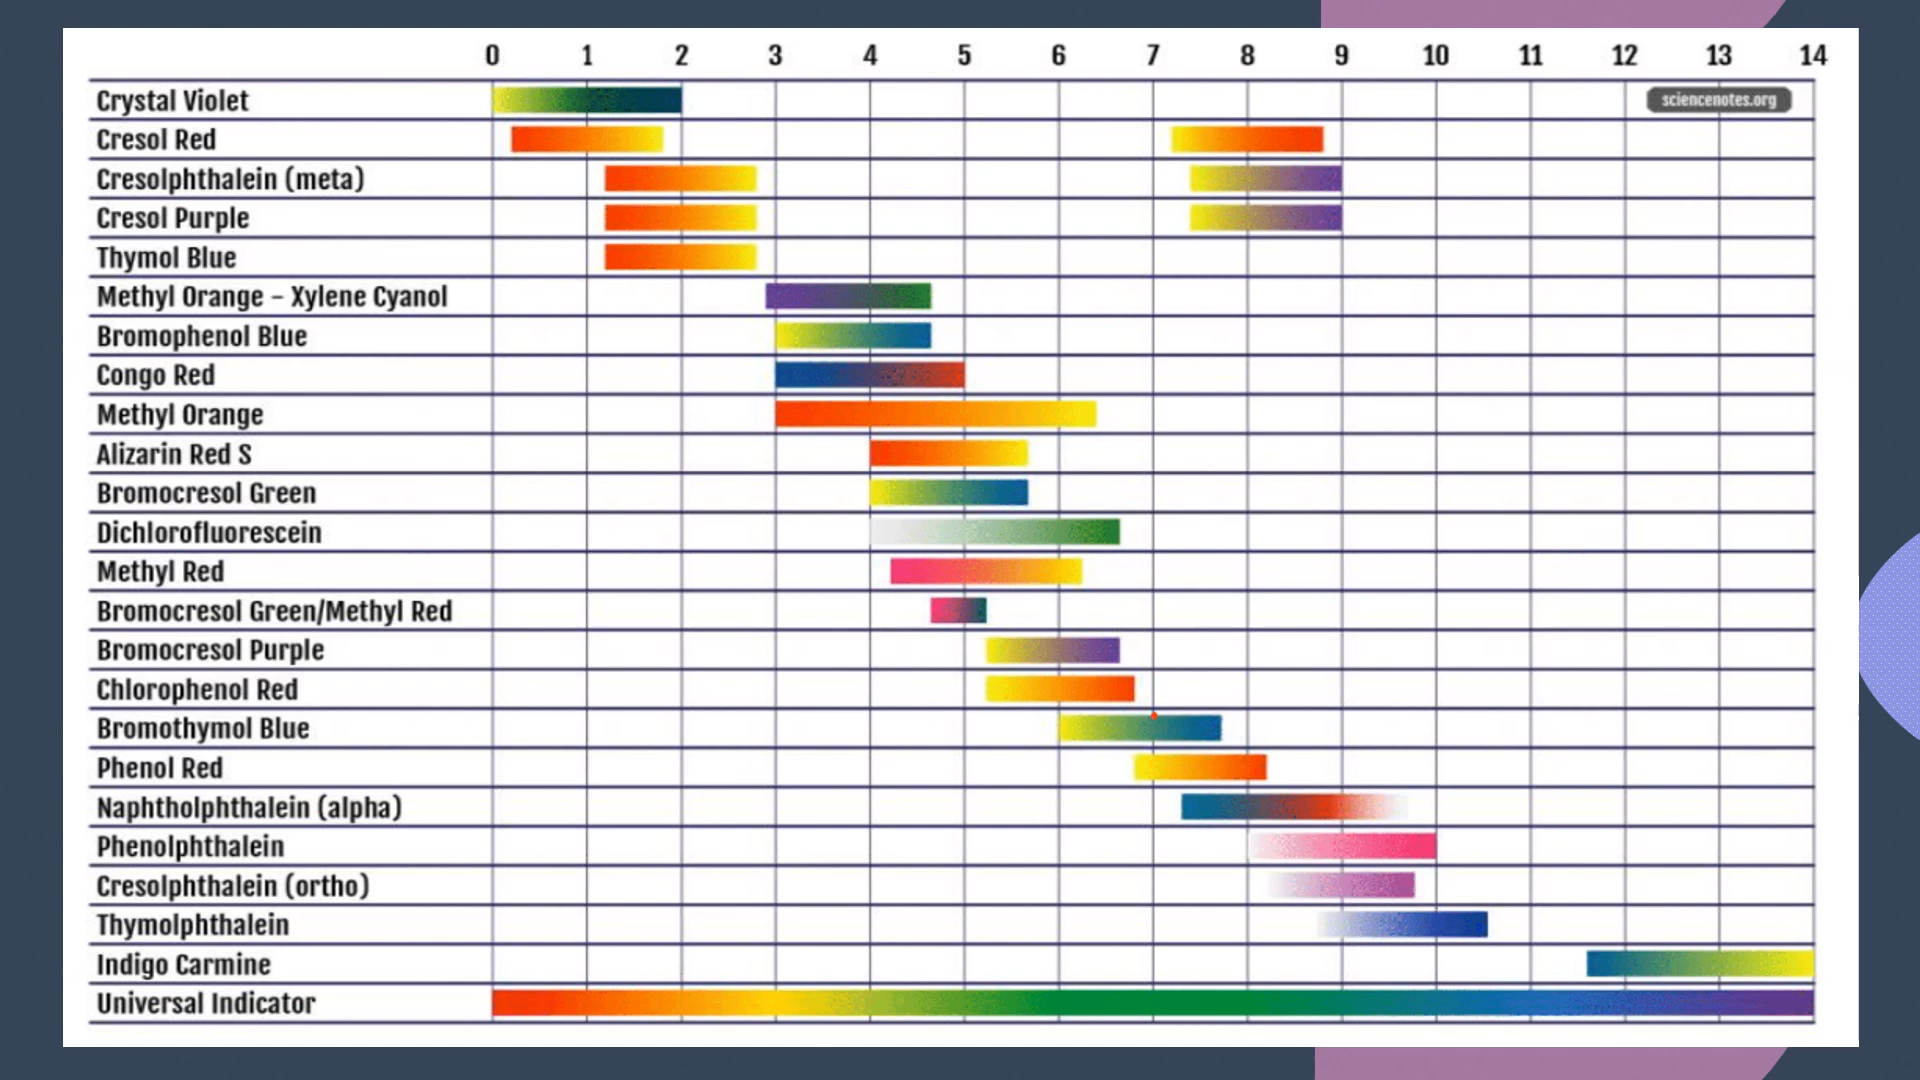 0 1 2 3 4 5 6 7 8 9 10 11 12 13 14
Crystal Violet
sciencenotes.org
Cresol Red
Cresolphthalein (meta)
Cresol Purple
Thymol Blue
Methyl Orange – Xylene Cyanol
Bromophenol Blue
Congo Red
Methyl Orange
Alizarin Red S
Bromocresol Green
Dichlorofluorescein
Methyl Red
Bromocresol Green/Methyl Red
Bromocresol Purple
Chlorophenol Red
Bromothymol Blue
Phenol Red
Naphtholphthalein (alpha)
Phenolphthalein
Cresolphthalein (ortho)
Thymolphthalein
Indigo Carmine
Universal Indicator